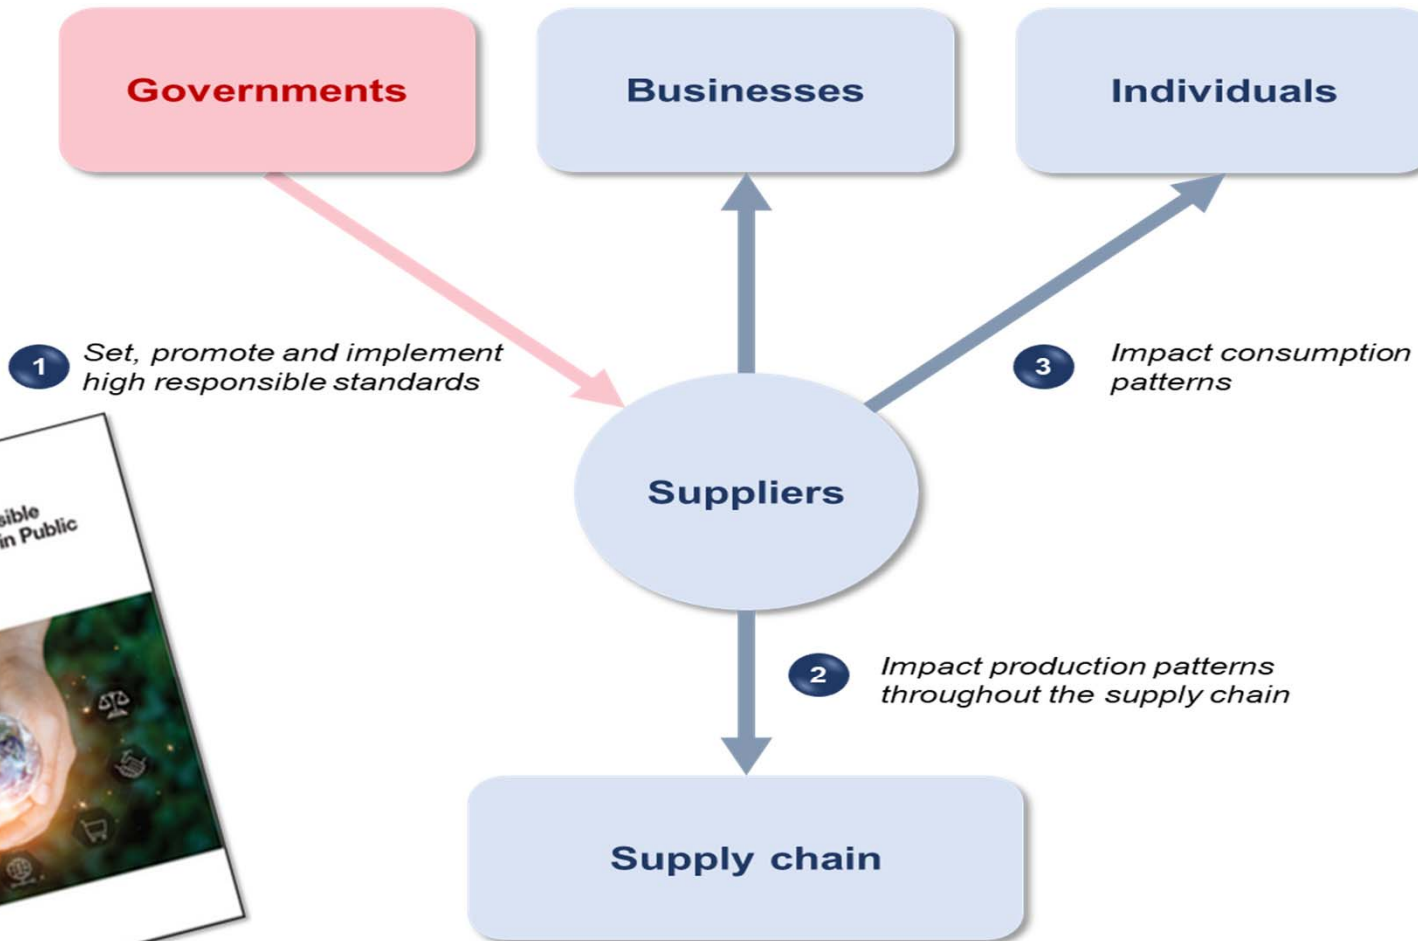 Governments
Businesses
Individuals
1
Set, promote and implement
high responsible standards
3
Impact consumption
patterns
sible
in Public
Suppliers
2
Impact production patterns
throughout the supply chain
Supply chain